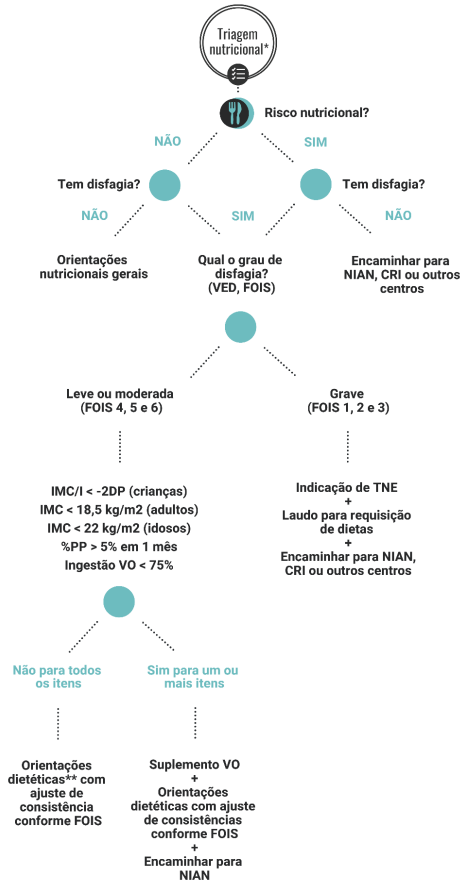 Triagem
nutricional*
Risco nutricional?
NÃO
SIM
Tem disfagia?
Tem disfagia?
NÃO
SIM
NÃO
Orientações
nutricionais gerais
Qual o grau de
disfagia?
(VED, FOIS)
Encaminhar para
NIAN, CRI ou outros
centros
Leve ou moderada
(FOIS 4, 5 e 6)
Grave
(FOIS 1, 2 e 3)
IMC/I < -2DP (crianças)
IMC < 18,5 kg/m2 (adultos)
IMC < 22 kg/m2 (idosos)
%PP > 5% em 1 mês
Ingestão VO < 75%
Indicação de TNE
+
Laudo para requisição
de dietas
+
Encaminhar para NIAN,
CRI ou outros centros
Não para todos
os itens
Sim para um ou
mais itens
Orientações
dietéticas** com
ajuste de
consistência
conforme FOIS
Suplemento VO
+
Orientações
dietéticas com ajuste
de consistências
conforme FOIS
+
Encaminhar para
NIAN